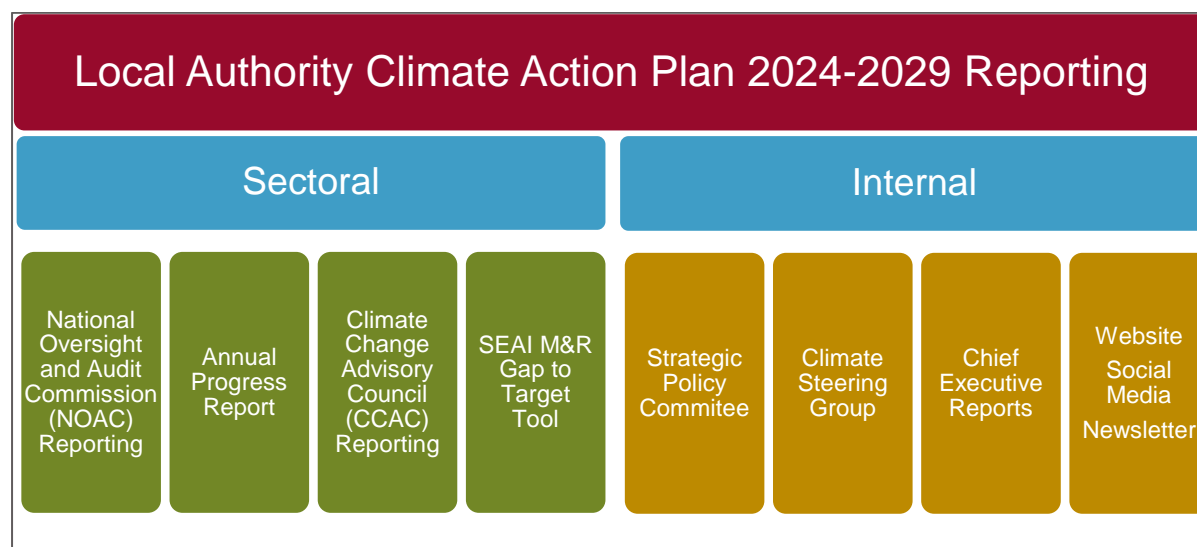 Local Authority Climate Action Plan 2024-2029 Reporting
Sectoral
Internal
National
Oversight
and Audit
Commission
(NOAC)
Reporting
Annual
Progress
Report
Climate
Change
Advisory
Council
(CCAC)
Reporting
SEAI M&R
Gap to
Target
Tool
Strategic
Policy
Commitee
Climate
Steering
Group
Chief
Executive
Reports
Website
Social
Media
Newsletter